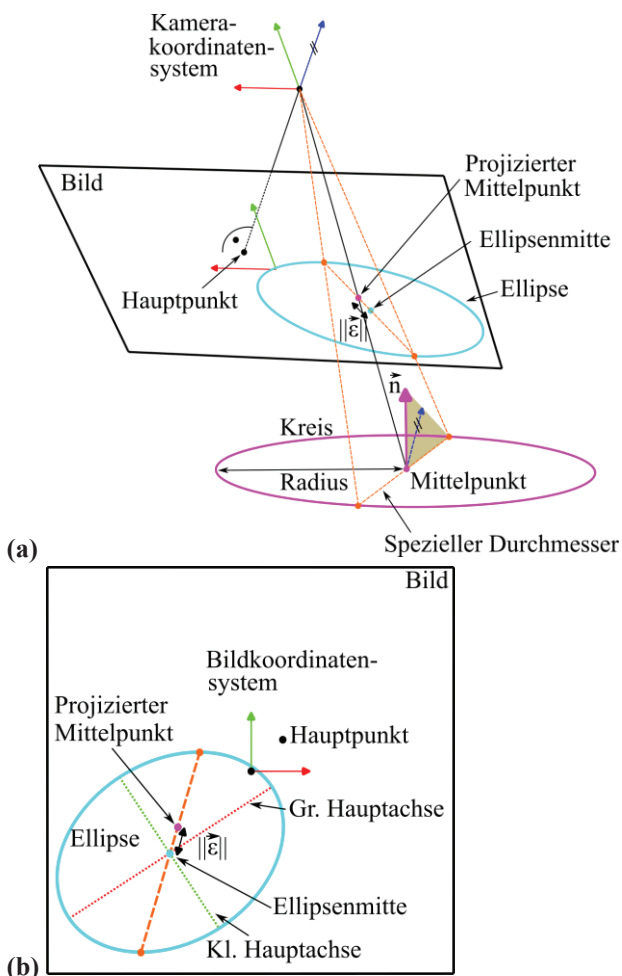 Kamera-
koordinaten-
system
Bild
Projizierter
Mittelpunkt
Ellipsenmitte
Ellipse
Hauptpunkt
||ε⃗||
n⃗
Kreis
Radius
Mittelpunkt
Spezieller Durchmesser
(a)
Bild
Bildkoordinaten-
system
Projizierter
Mittelpunkt
Hauptpunkt
Gr. Hauptachse
Ellipse
||ε⃗||
Ellipsenmitte
Kl. Hauptachse
(b)